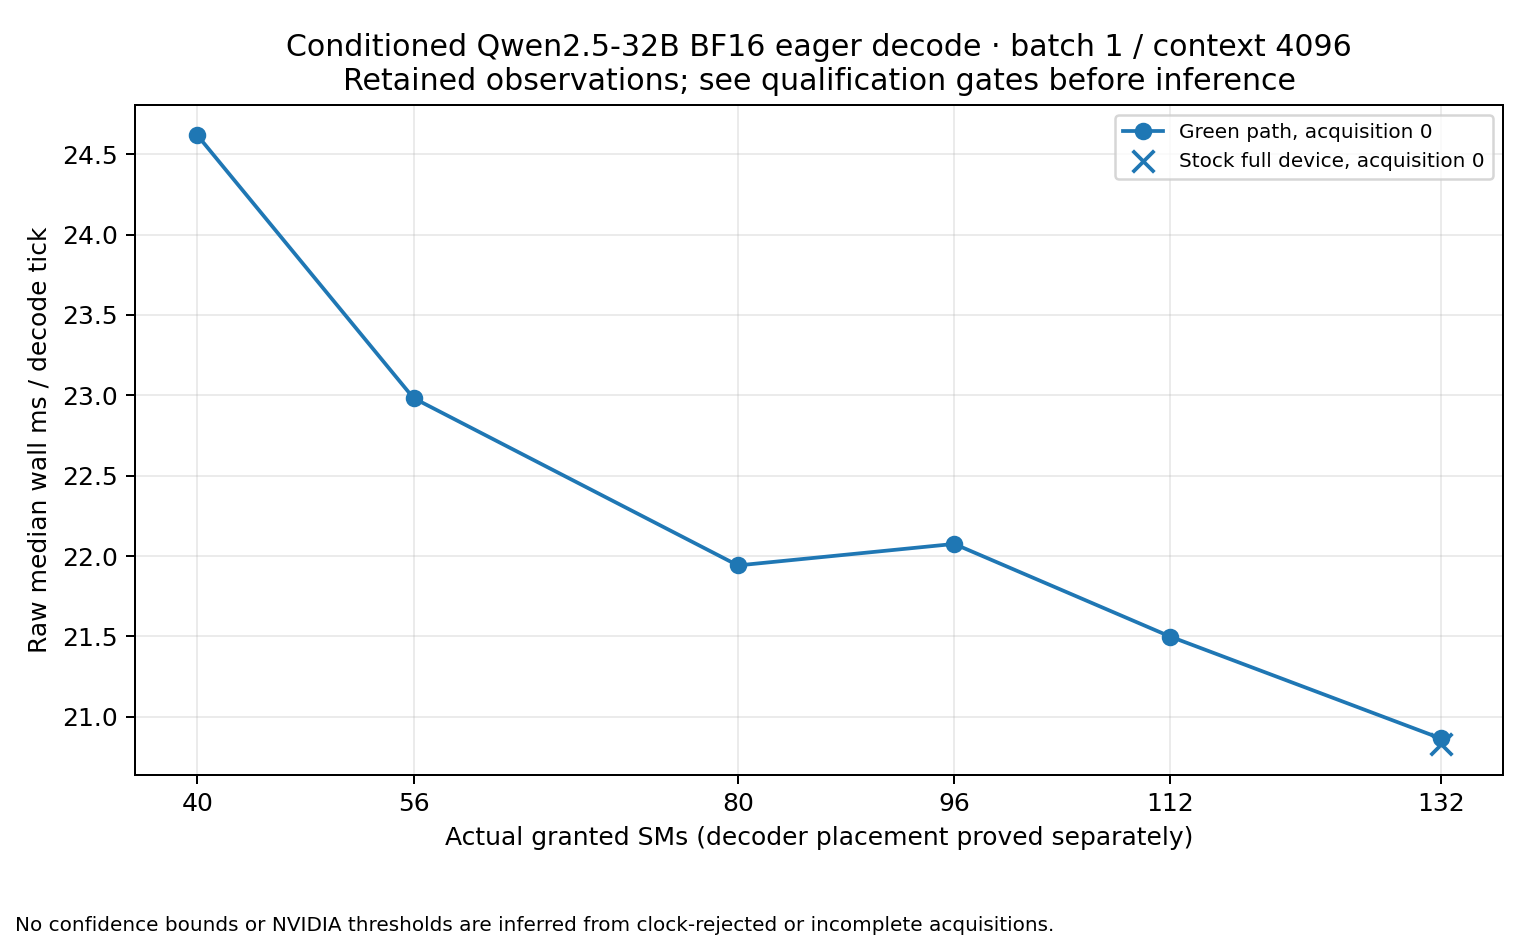 Conditioned Qwen2.5-32B BF16 eager decode · batch 1 / context 4096
Retained observations; see qualification gates before inference
Green path, acquisition 0
Stock full device, acquisition 0
Raw median wall ms / decode tick
24.5
24.0
23.5
23.0
22.5
22.0
21.5
21.0
40 56 80 96 112 132
Actual granted SMs (decoder placement proved separately)
No confidence bounds or NVIDIA thresholds are inferred from clock-rejected or incomplete acquisitions.